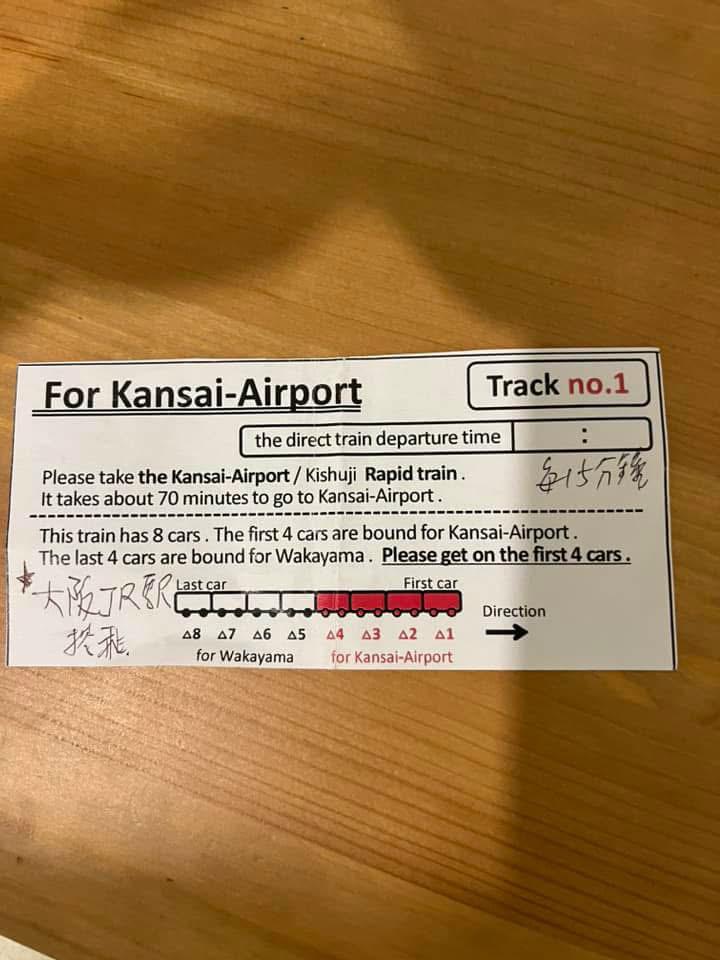 For Kansai-Airport
Track no.1
the direct train departure time :
每15分鐘
Please take the Kansai-Airport / Kishuji Rapid train .
It takes about 70 minutes to go to Kansai-Airport .
This train has 8 cars . The first 4 cars are bound for Kansai-Airport .
The last 4 cars are bound for Wakayama . Please get on the first 4 cars .
大阪JR駅
搭乘
Last car First car
Direction
△8 △7 △6 △5 △4 △3 △2 △1
for Wakayama for Kansai-Airport